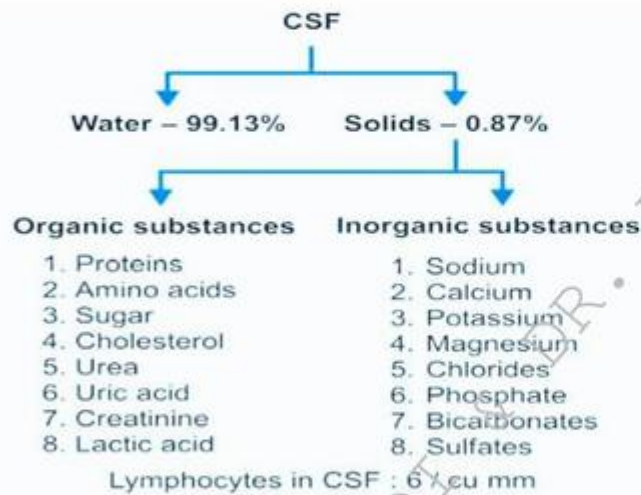 CSF
Water – 99.13% Solids – 0.87%
Organic substances Inorganic substances
1. Proteins 1. Sodium
2. Amino acids 2. Calcium
3. Sugar 3. Potassium
4. Cholesterol 4. Magnesium
5. Urea 5. Chlorides
6. Uric acid 6. Phosphate
7. Creatinine 7. Bicarbonates
8. Lactic acid 8. Sulfates
Lymphocytes in CSF : 6 / cu mm
& DR.